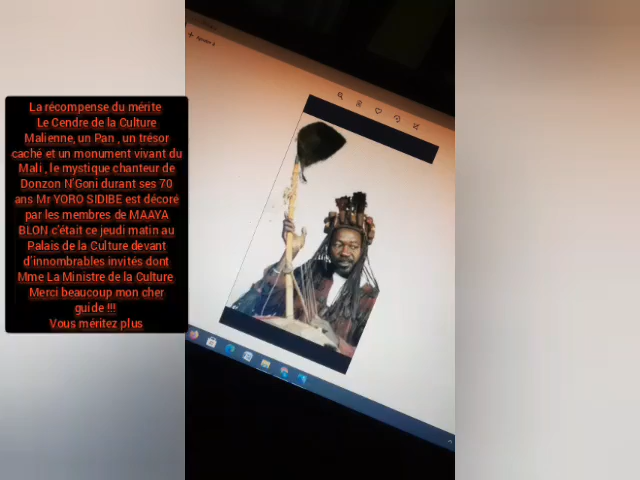 La récompense du mérite
Le Cendre de la Culture
Malienne, un Pan , un trésor
caché et un monument vivant du
Mali , le mystique chanteur de
Donzon N'Goni durant ses 70
ans Mr YORO SIDIBE est décoré
par les membres de MAAYA
BLON c'était ce jeudi matin au
Palais de la Culture devant
d'innombrables invités dont
Mme La Ministre de la Culture
Merci beaucoup mon cher
guide !!!
Vous méritez plus